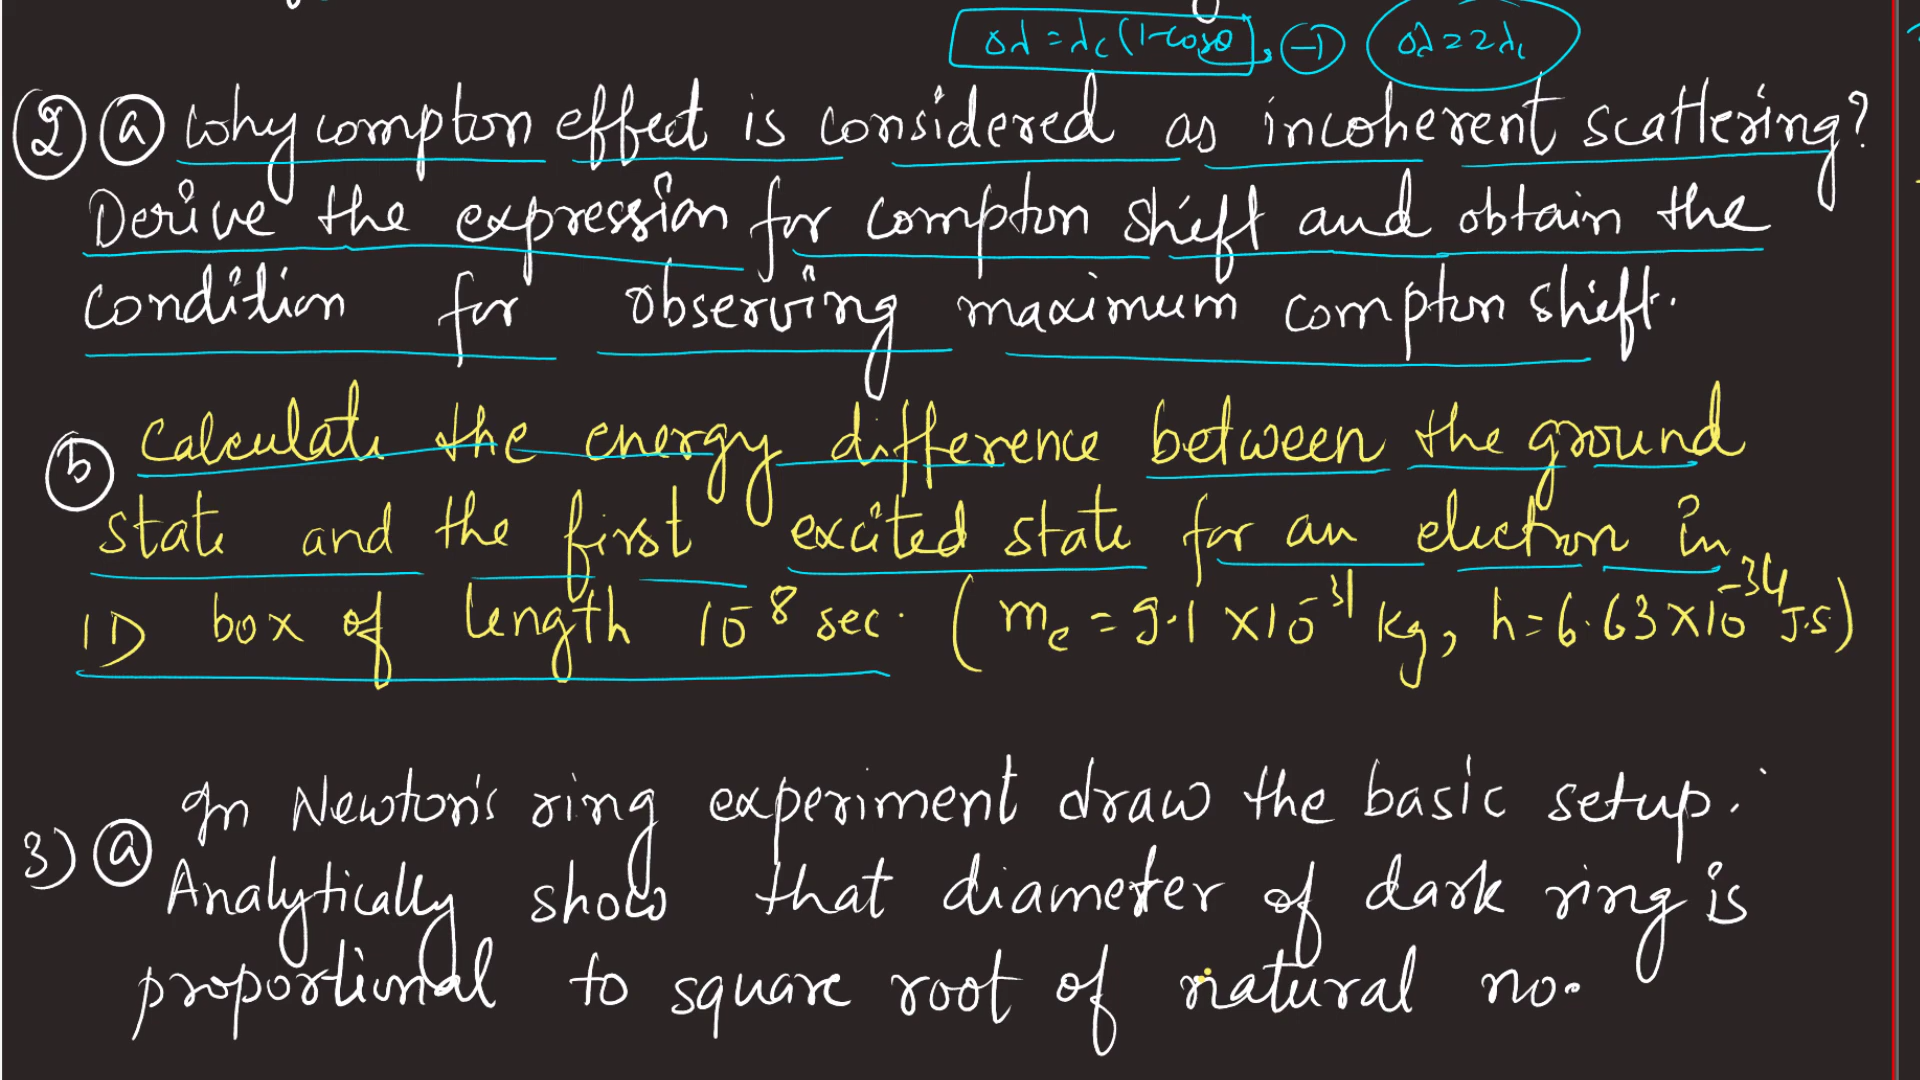 Δλ = λc (1-cosθ) -① Δλ = 2λc
② ⓐ Why compton effect is considered as incoherent scattering?
Derive the expression for compton shift and obtain the
condition for observing maximum compton shift.
ⓑ Calculate the energy difference between the ground
state and the first excited state for an electron in
1D box of length 10⁻⁸ sec. (me = 9.1 x10⁻³¹ kg, h=6.63x10⁻³⁴ J.s)
In Newton's ring experiment draw the basic setup.
3) ⓐ Analytically show that diameter of dark ring is
proportional to square root of natural no.